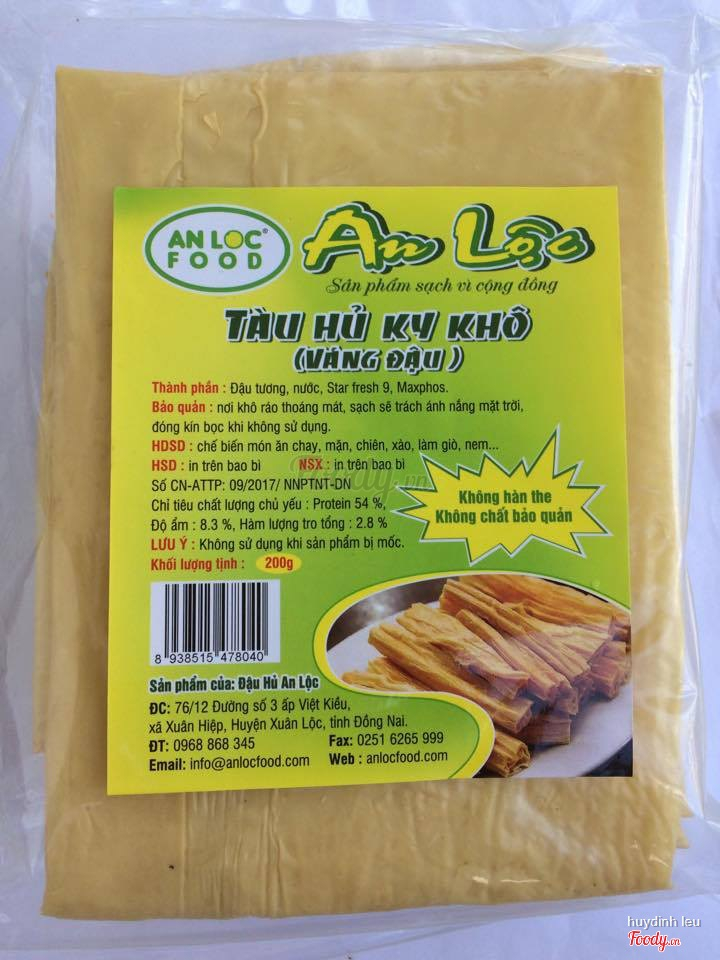 AN LOC® FOOD
An Lộc
Sản phẩm sạch vì cộng đồng
TÀU HỦ KY KHÔ
(VÁNG ĐẬU)
Thành phần : Đậu tương, nước, Star fresh 9, Maxphos.
Bảo quản : nơi khô ráo thoáng mát, sạch sẽ trách ánh nắng mặt trời,
đóng kín bọc khi không sử dụng.
HDSD : chế biến món ăn chay, mặn, chiên, xào, làm giò, nem...
HSD : in trên bao bì NSX : in trên bao bì
Số CN-ATTP: 09/2017/ NNPTNT-DN
Chỉ tiêu chất lượng chủ yếu : Protein 54 %,
Độ ẩm : 8.3 %, Hàm lượng tro tổng : 2.8 %
LƯU Ý : Không sử dụng khi sản phẩm bị mốc.
Khối lượng tịnh : 200g
Không hàn the
Không chất bảo quản
8 938515 478040
Sản phẩm của: Đậu Hủ An Lộc
ĐC: 76/12 Đường số 3 ấp Việt Kiều,
xã Xuân Hiệp, Huyện Xuân Lộc, tỉnh Đồng Nai.
ĐT: 0968 868 345 Fax: 0251 6265 999
Email: info@anlocfood.com Web : anlocfood.com
Foody.vn
huydinh leu
Foody.vn